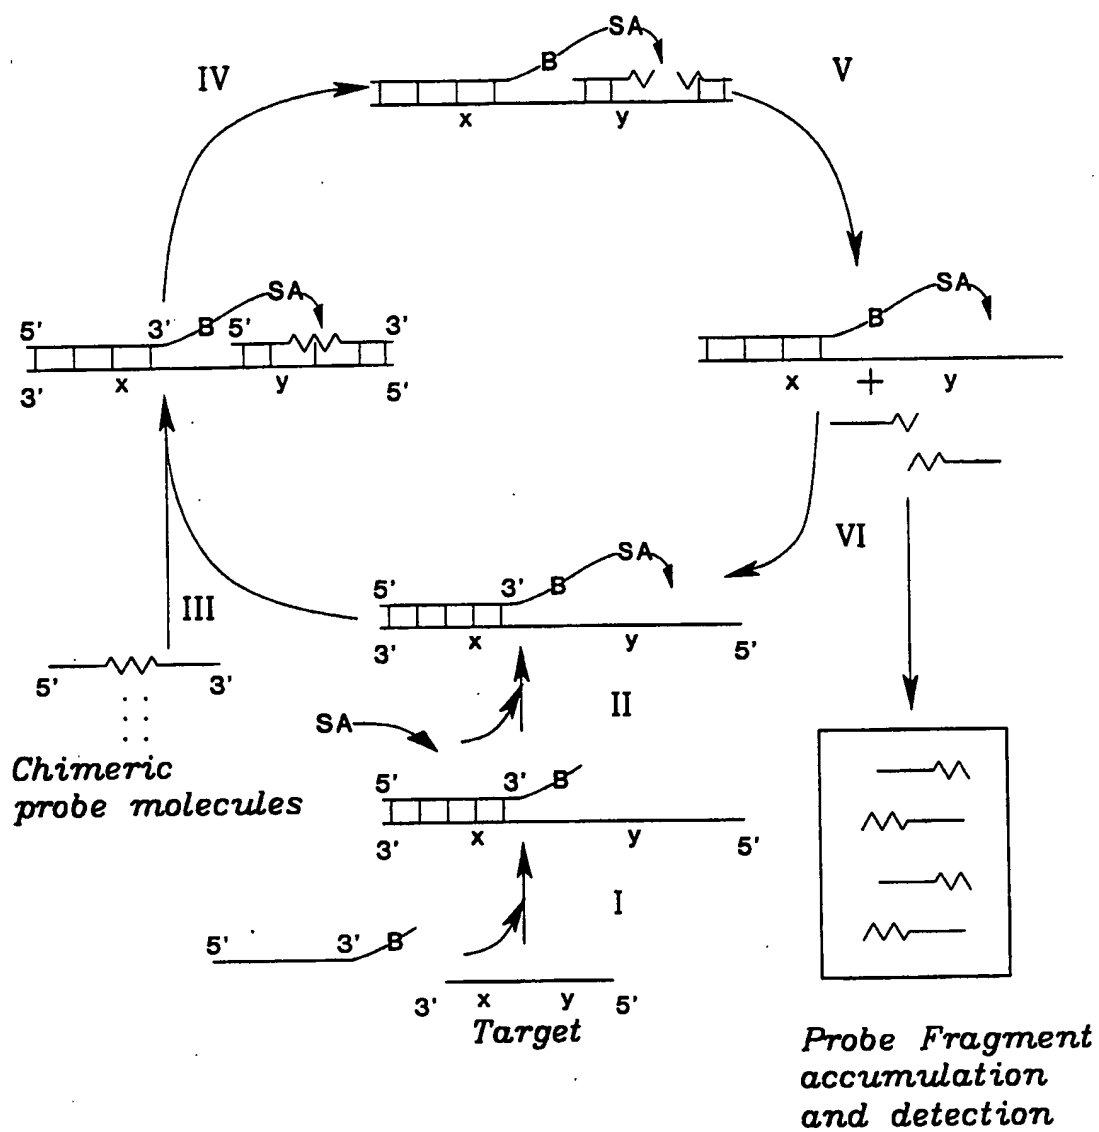 SA
B
IV
V
x y
SA
B
5' 3' B 5' 3'
x y
3' 5'
SA
B
x + y
VI
SA
5' 3' B
III
x y
3' 5'
5' 3'
II
SA
Chimeric
probe molecules
5' 3' B
x y
3' 5'
I
5' 3' B
3' x y 5'
Target
Probe Fragment
accumulation
and detection